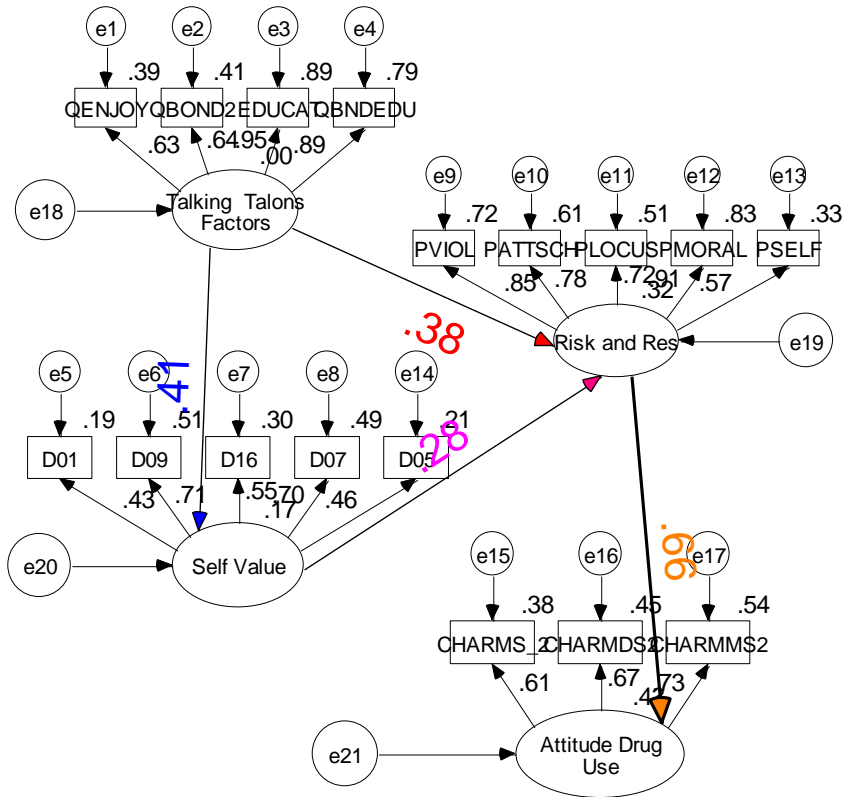 e1 e2 e3 e4
.39 .41 .89 .79
QENJOY QBOND2 EDUCAT QBNDEDU
.63 .64 .95 .89
.00
e18
Talking Talons
Factors
e9 e10 e11 e12 e13
.72 .61 .51 .83 .33
PVIOL PATTSCH PLOCUS PMORAL PSELF
.85 .78 .72 .91 .57
.32
.38
Risk and Res
e19
.41
e5 e6 e7 e8 e14
.19 .51 .30 .49 .21
D01 D09 D16 D07 D05
.28
.43 .71 .55 .70 .46
.17
e20
Self Value
.66
e15 e16 e17
.38 .45 .54
CHARMS_2 CHARMDS2 CHARMMS2
.61 .67 .73
e21
Attitude Drug
Use